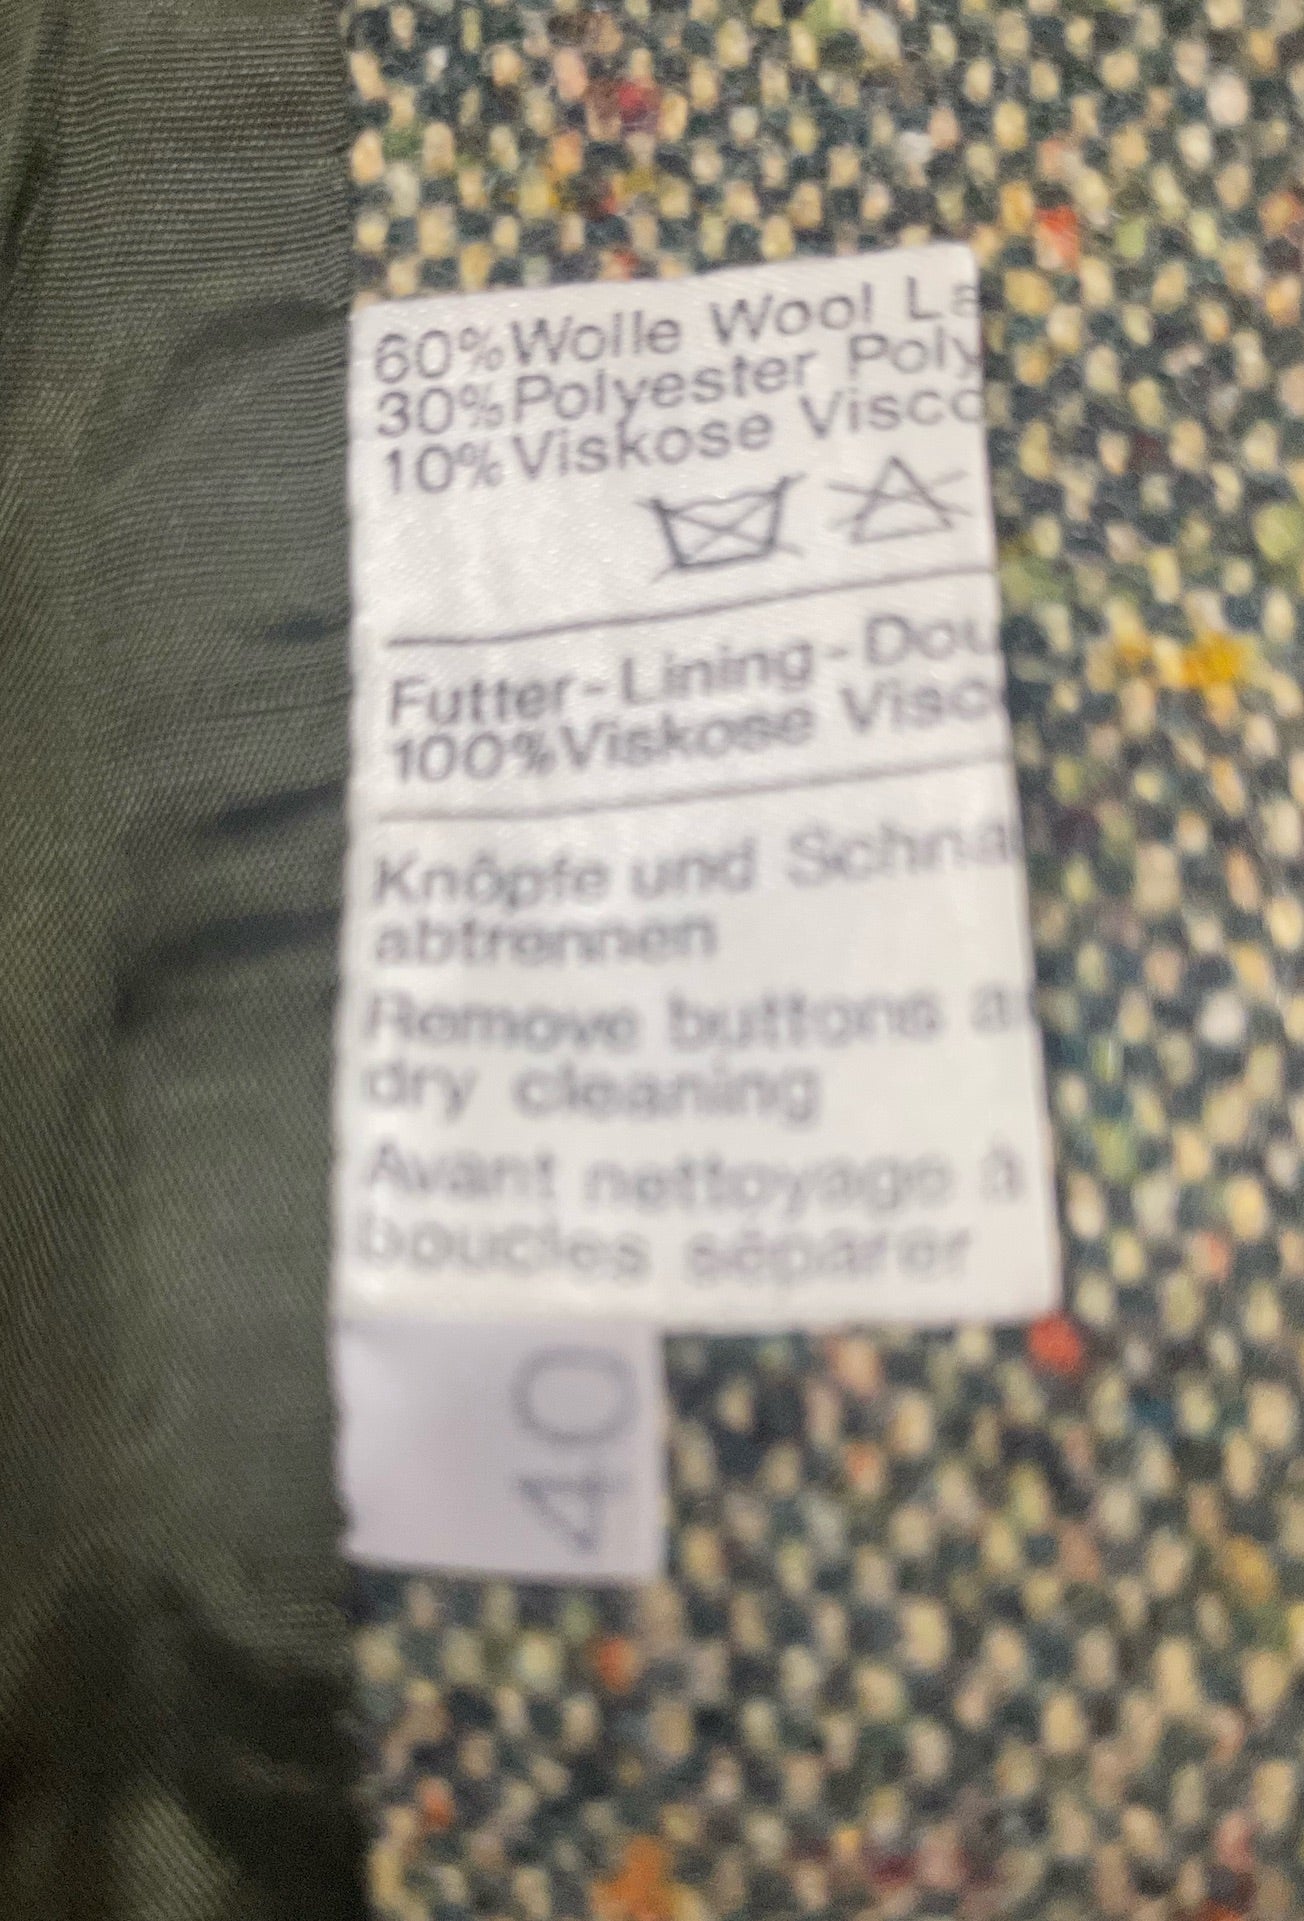 60% Wolle Wool La
30% Polyester Poly
10% Viskose Visco
Futter-Lining-Dou
100% Viskose Visc
Knöpfe und Schna
abtrennen
Remove buttons a
dry cleaning
Avant nettoyage à
boucles séparer
40